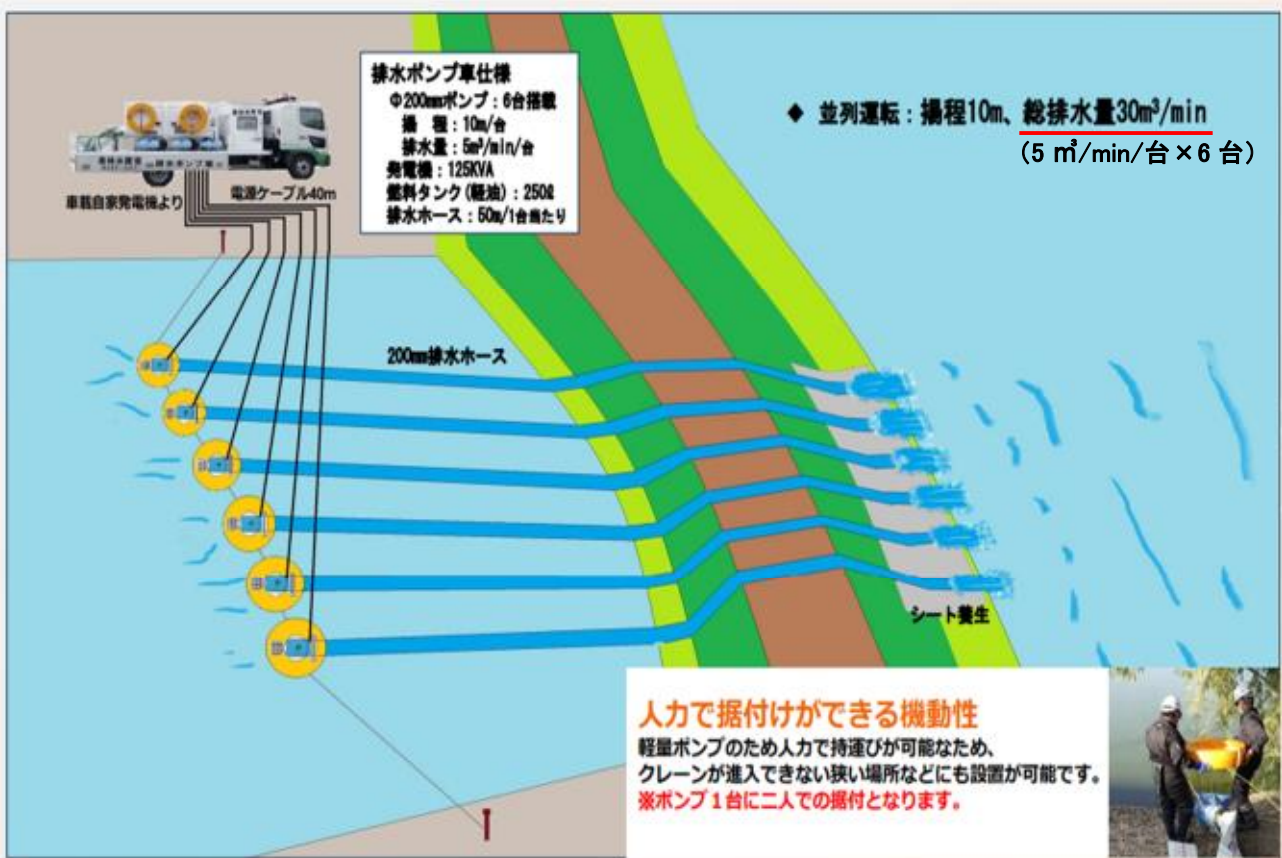 排水ポンプ車仕様
Φ200mmポンプ：6台搭載
揚　程：10m/台
排水量：5m³/min/台
発電機：125KVA
燃料タンク（軽油）：250ℓ
排水ホース：50m/1台当たり
◆ 並列運転：揚程10m、総排水量30m³/min
（5 ㎥/min/台×6 台）
車載自家発電機より
電源ケーブル40m
200mm排水ホース
シート養生
人力で据付けができる機動性
軽量ポンプのため人力で持運びが可能なため、
クレーンが進入できない狭い場所などにも設置が可能です。
※ポンプ１台に二人での据付となります。